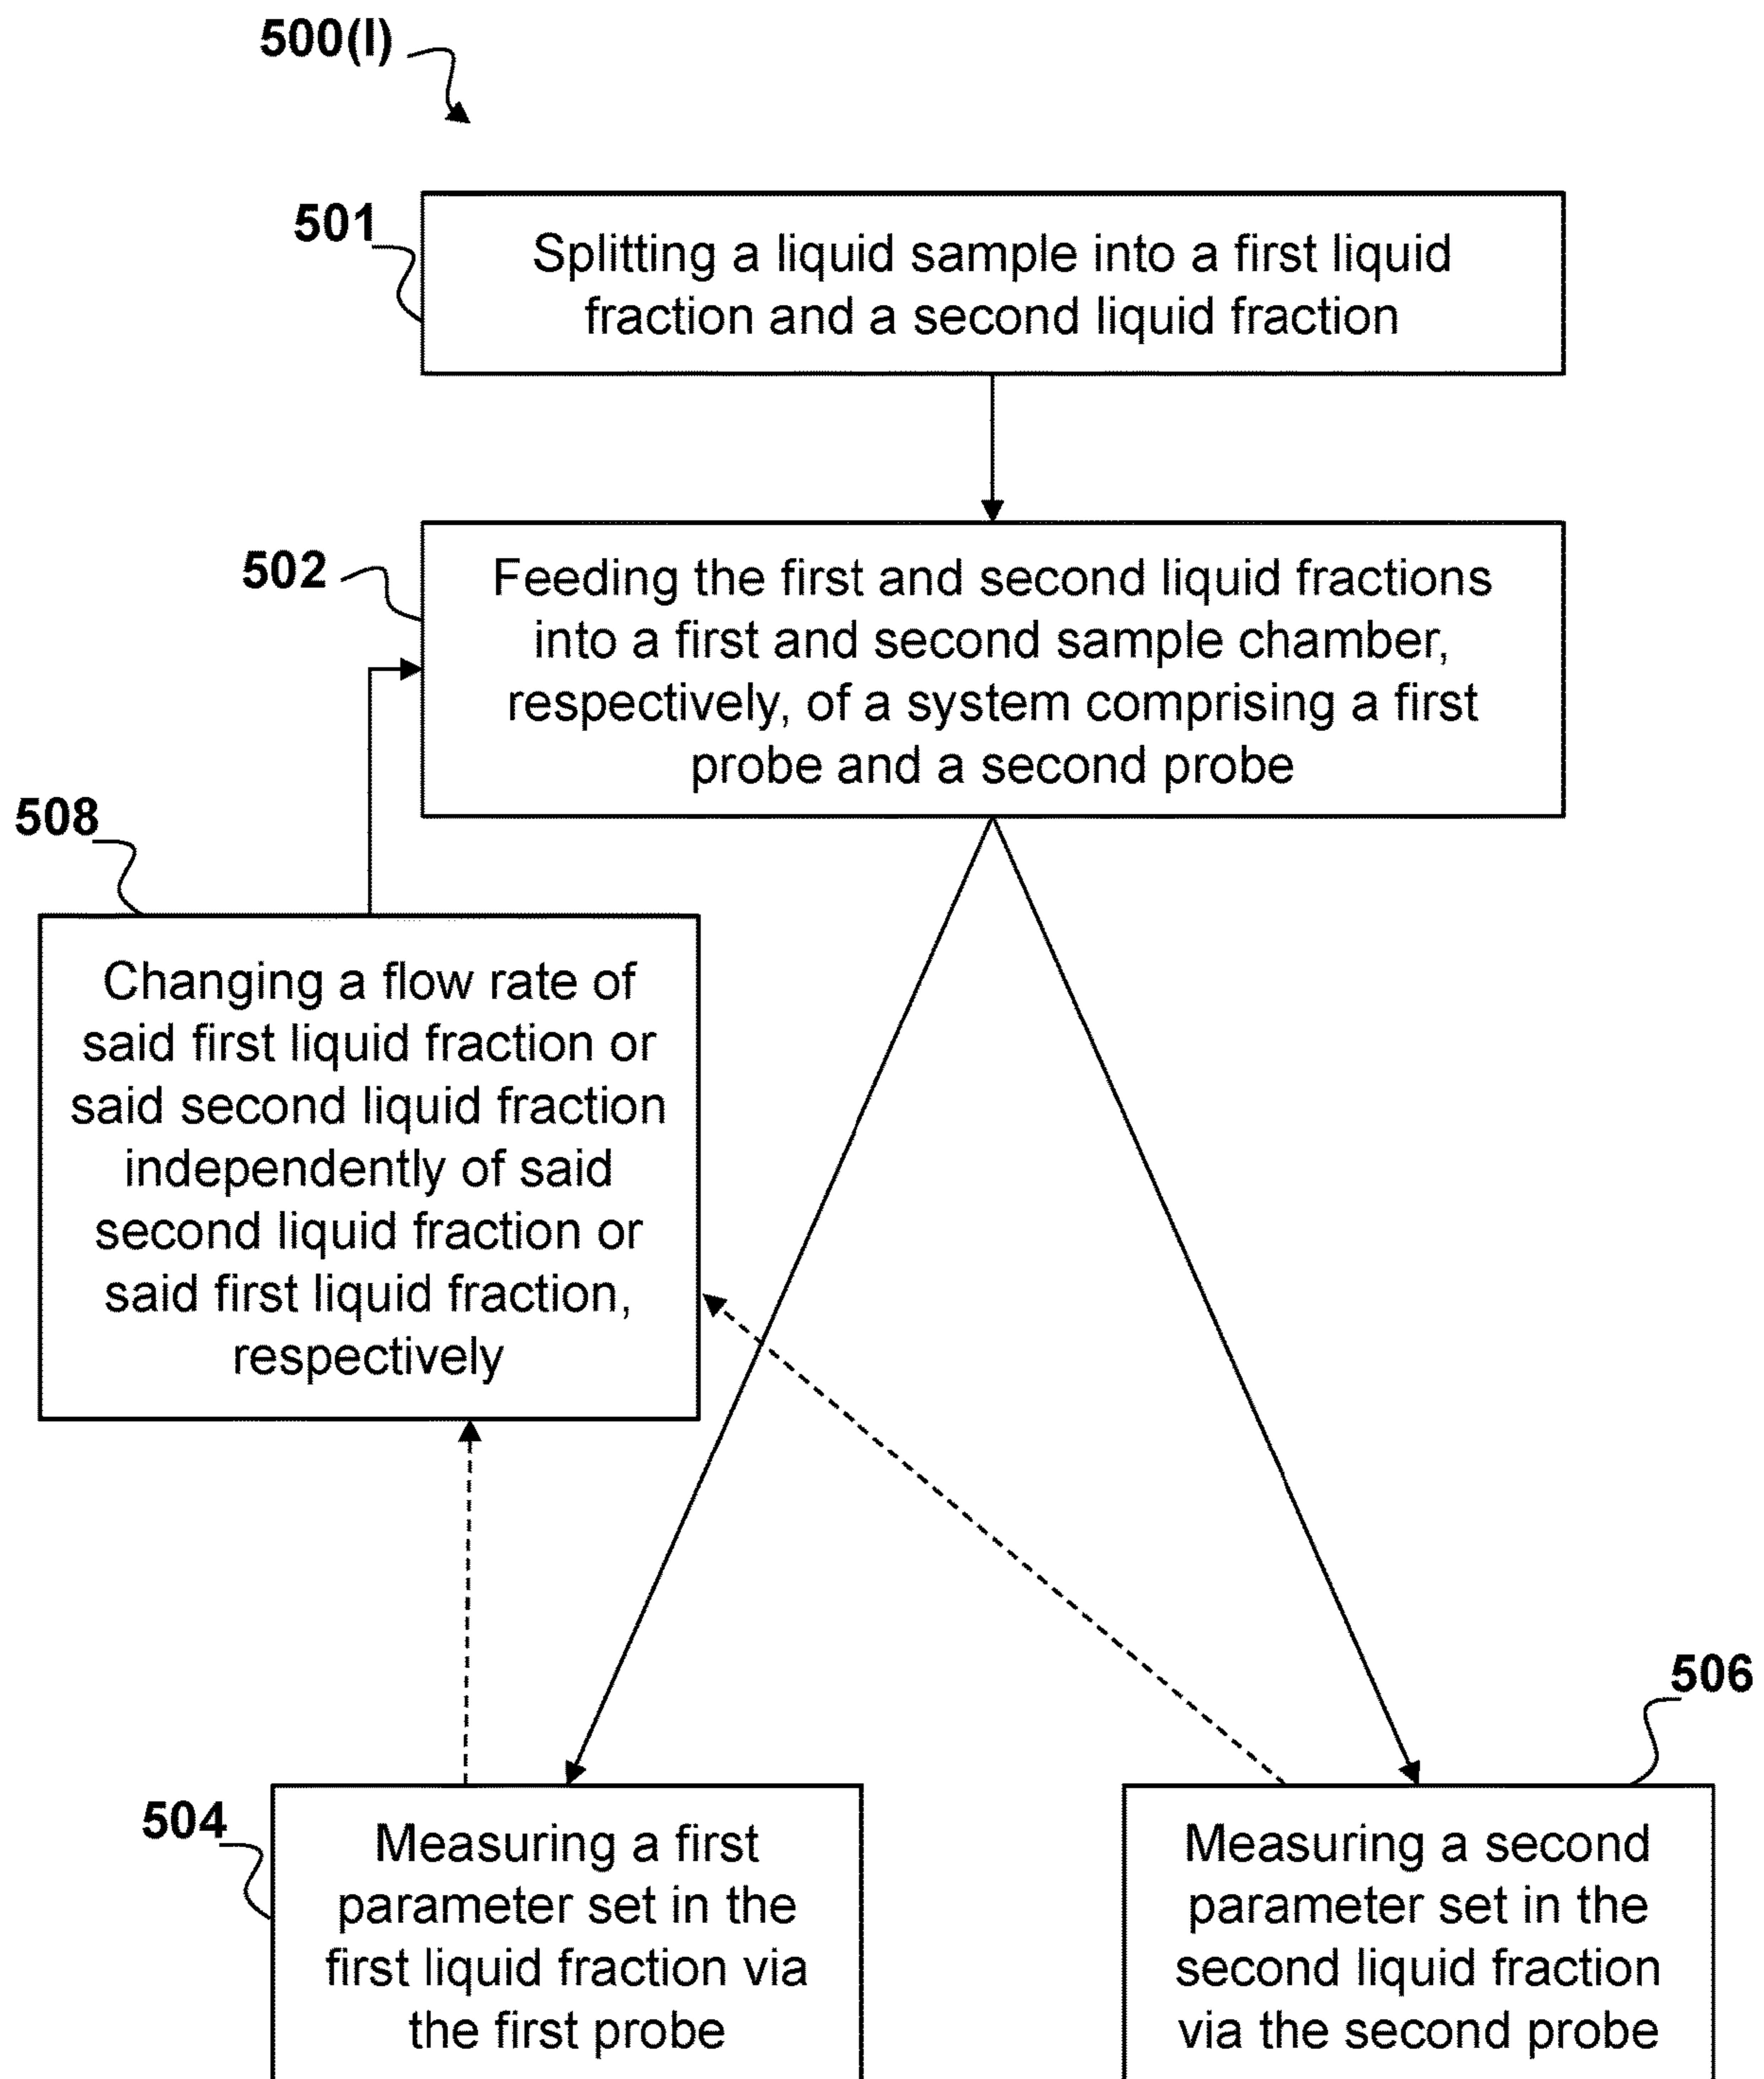 500(I)
501
Splitting a liquid sample into a first liquid
fraction and a second liquid fraction
502
Feeding the first and second liquid fractions
into a first and second sample chamber,
respectively, of a system comprising a first
probe and a second probe
508
Changing a flow rate of
said first liquid fraction or
said second liquid fraction
independently of said
second liquid fraction or
said first liquid fraction,
respectively
504
Measuring a first
parameter set in the
first liquid fraction via
the first probe
506
Measuring a second
parameter set in the
second liquid fraction
via the second probe